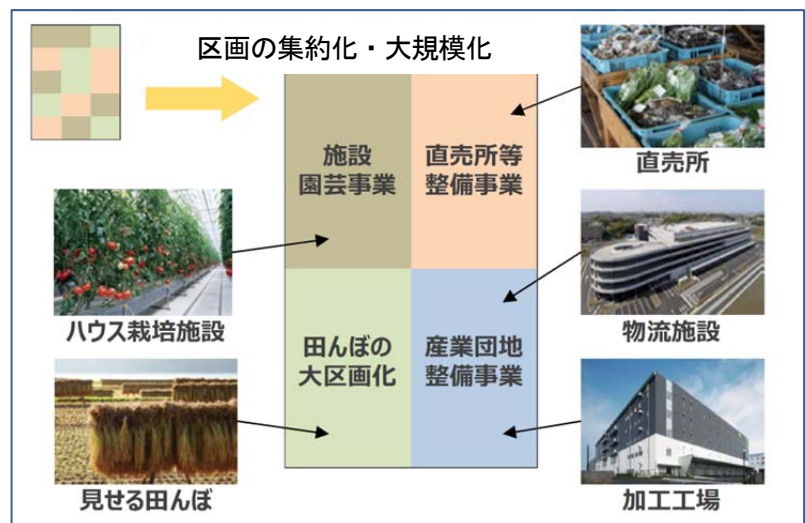 区画の集約化・大規模化
施設
園芸事業
直売所等
整備事業
直売所
ハウス栽培施設
田んぼの
大区画化
産業団地
整備事業
物流施設
見せる田んぼ
加工工場